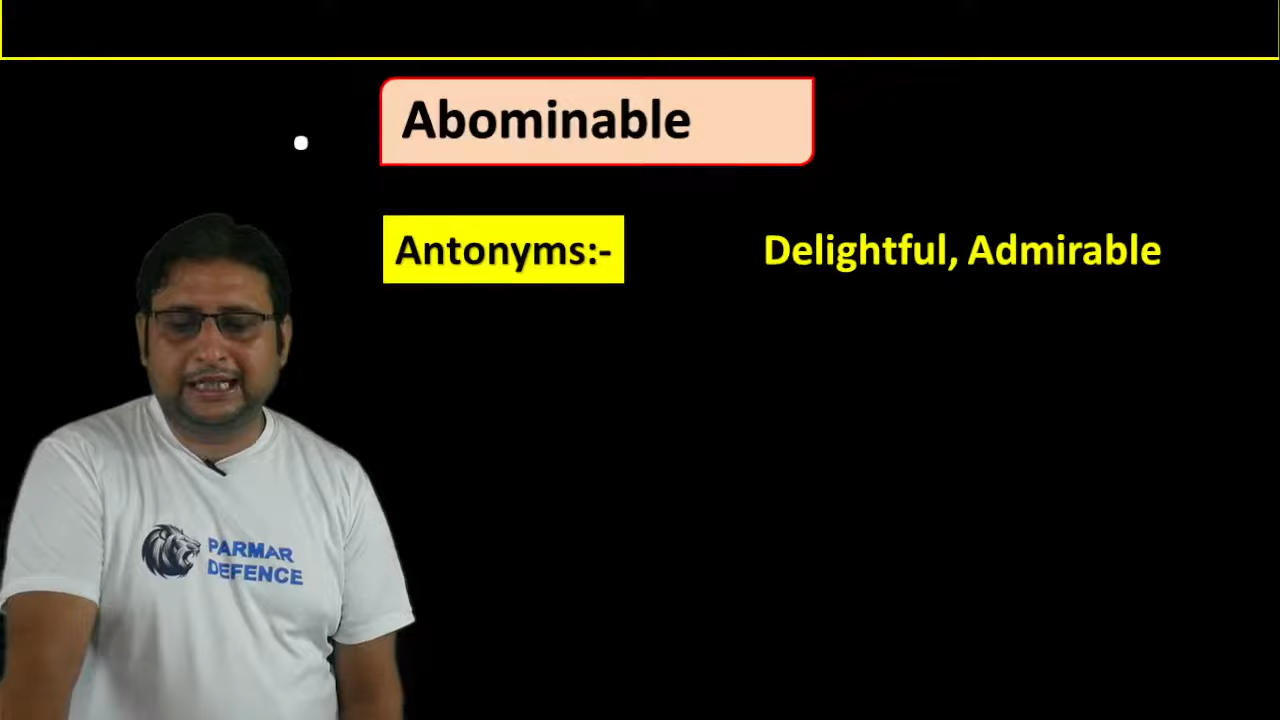 Abominable
Antonyms:-
Delightful, Admirable
PARMAR
DEFENCE